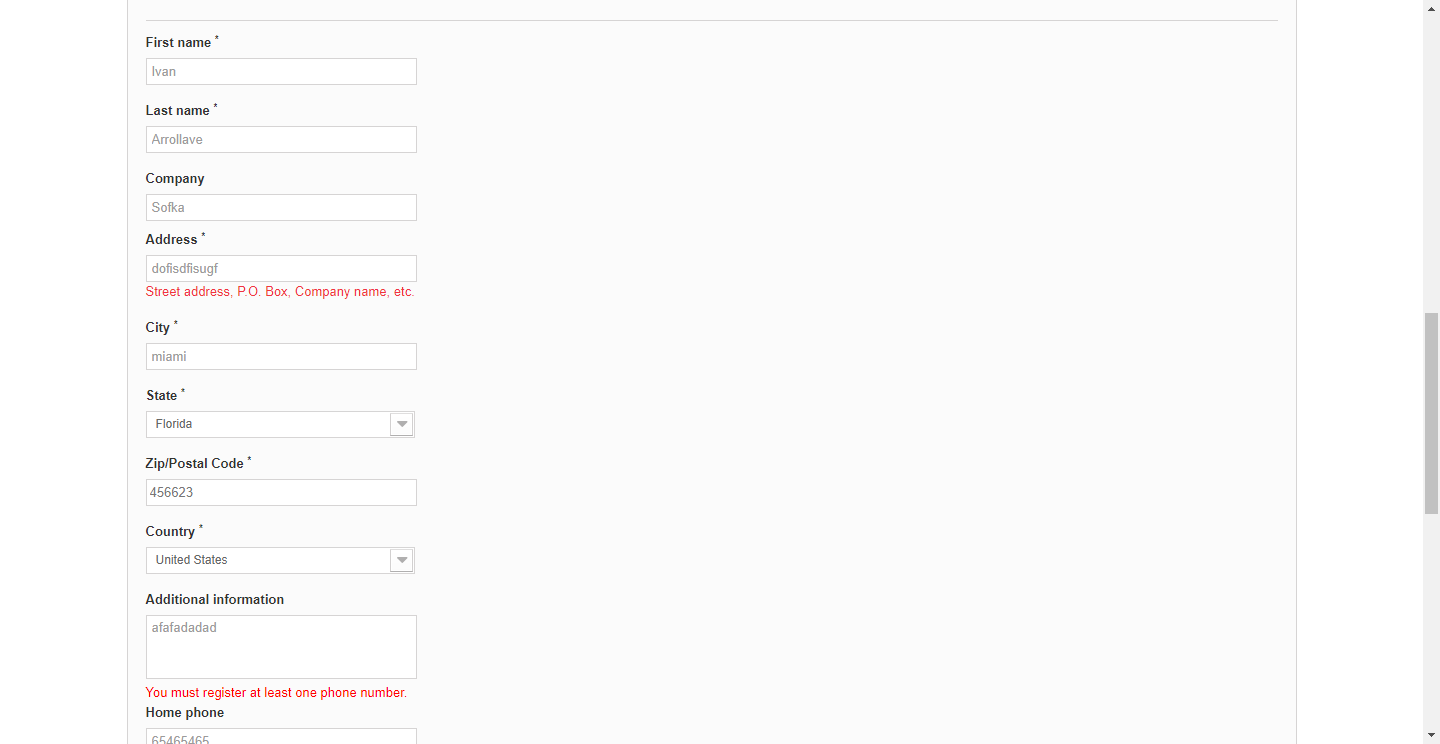 First name *
Ivan
Last name *
Arrollave
Company
Sofka
Address *
dofisdfisugf
Street address, P.O. Box, Company name, etc.
City *
miami
State *
Florida
Zip/Postal Code *
456623
Country *
United States
Additional information
afafadadad
You must register at least one phone number.
Home phone
65465465